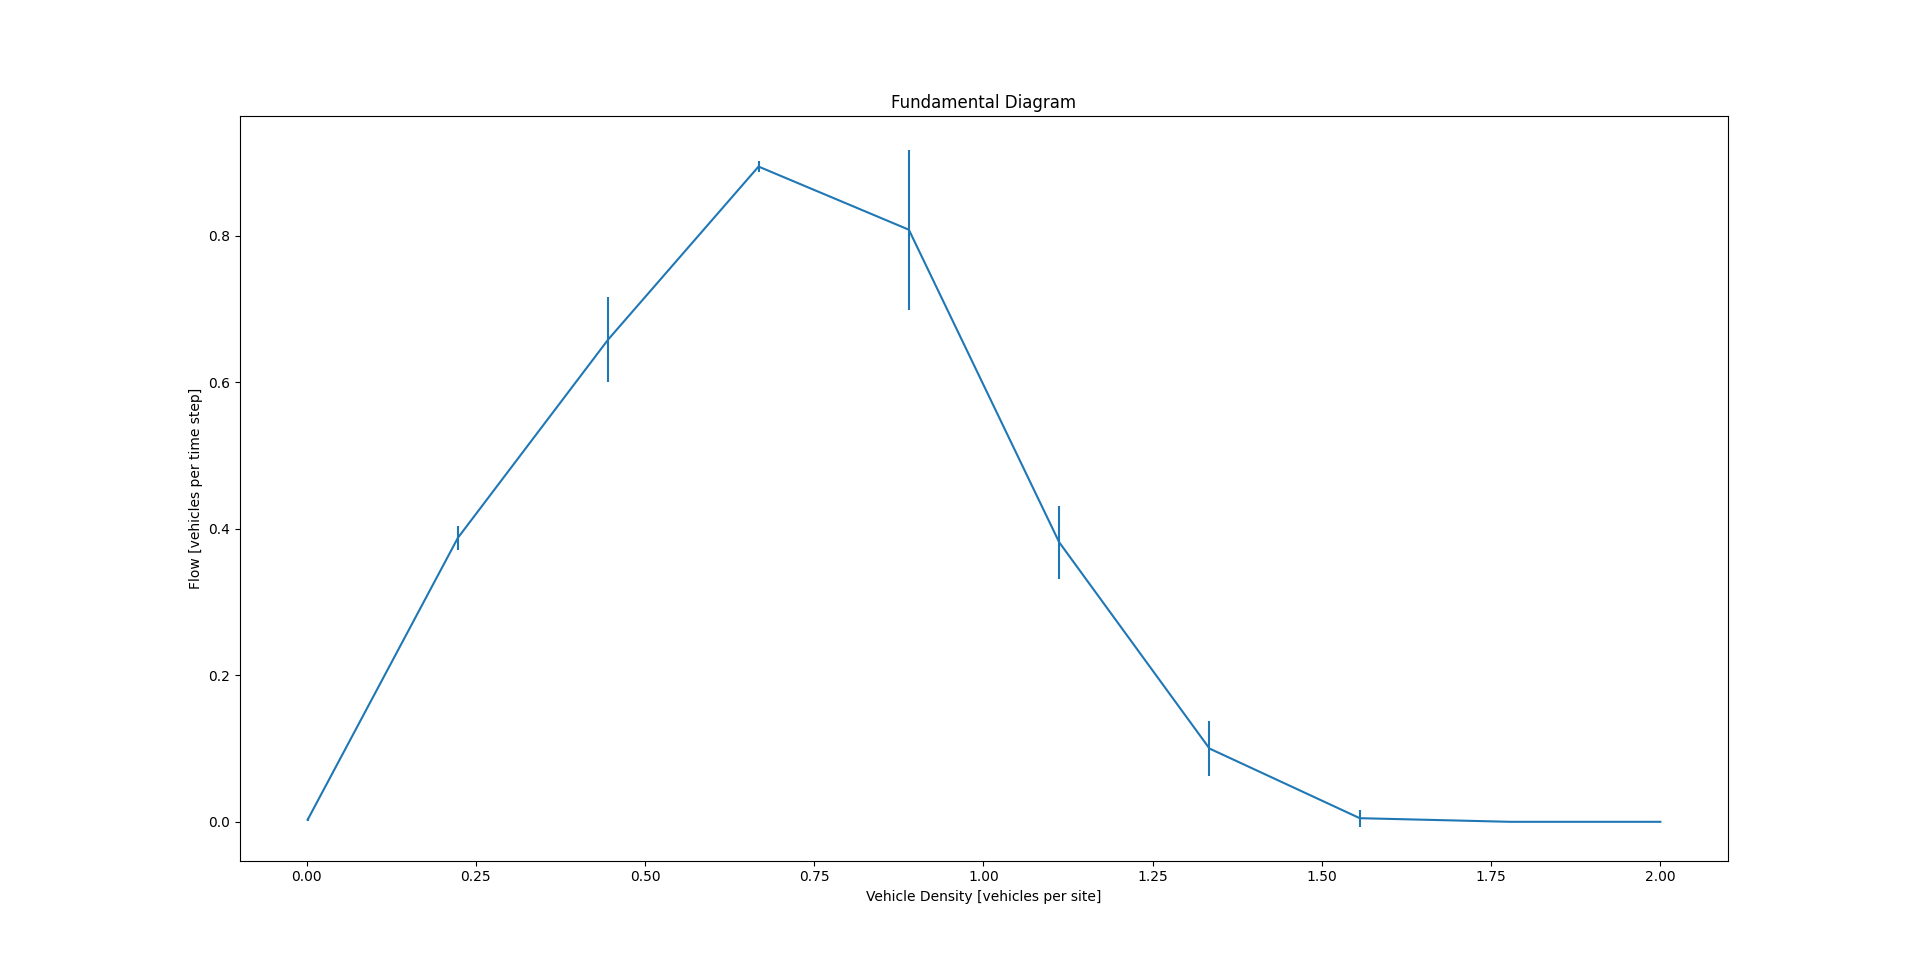 Fundamental Diagram
Flow [vehicles per time step]
0.8
0.6
0.4
0.2
0.0
0.00 0.25 0.50 0.75 1.00 1.25 1.50 1.75 2.00
Vehicle Density [vehicles per site]